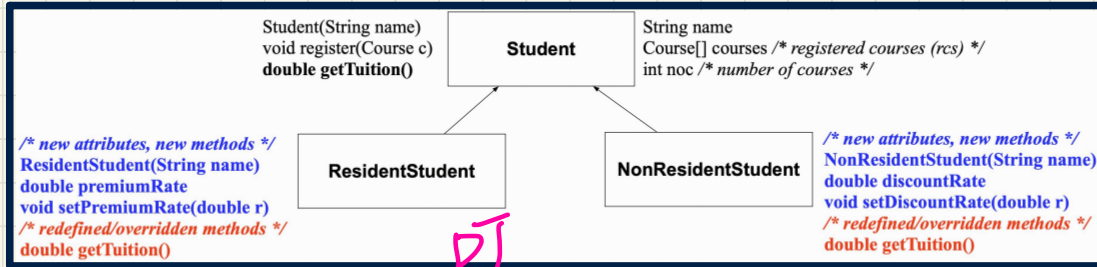 Student(String name)
void register(Course c)
double getTuition()
Student
String name
Course[] courses /* registered courses (rcs) */
int noc /* number of courses */
/* new attributes, new methods */
ResidentStudent(String name)
double premiumRate
void setPremiumRate(double r)
/* redefined/overridden methods */
double getTuition()
ResidentStudent
NonResidentStudent
/* new attributes, new methods */
NonResidentStudent(String name)
double discountRate
void setDiscountRate(double r)
/* redefined/overridden methods */
double getTuition()
DT